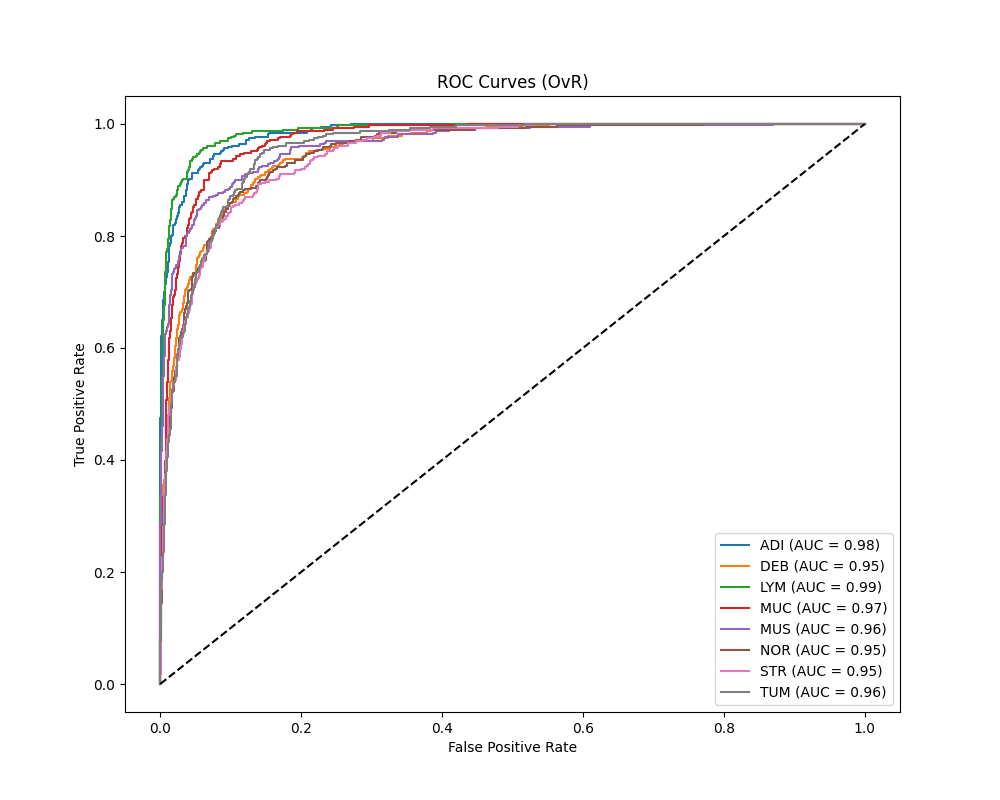 ROC Curves (OvR)
1.0
0.8
0.6
0.4
0.2
0.0
True Positive Rate
0.0 0.2 0.4 0.6 0.8 1.0
False Positive Rate
ADI (AUC = 0.98)
DEB (AUC = 0.95)
LYM (AUC = 0.99)
MUC (AUC = 0.97)
MUS (AUC = 0.96)
NOR (AUC = 0.95)
STR (AUC = 0.95)
TUM (AUC = 0.96)